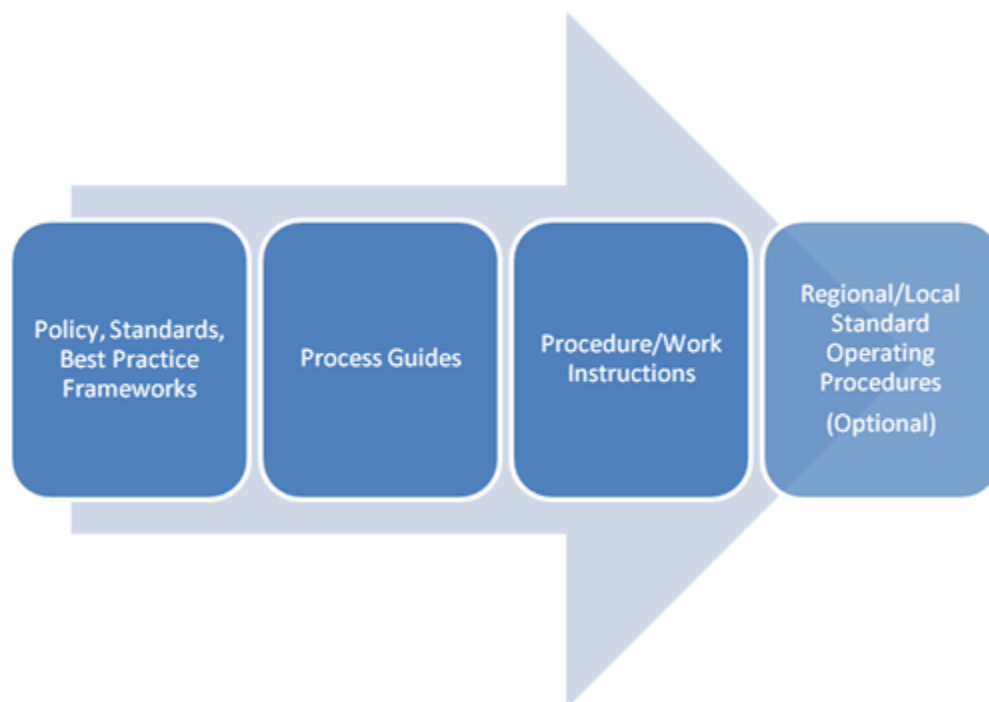 Policy, Standards,
Best Practice
Frameworks
Process Guides
Procedure/Work
Instructions
Regional/Local
Standard
Operating
Procedures
(Optional)